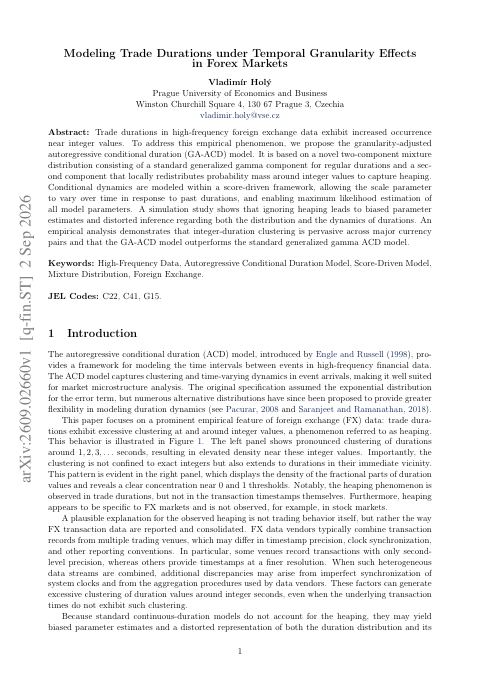 Modeling Trade Durations under Temporal Granularity Effects
in Forex Markets
Vladimír Holý
Prague University of Economics and Business
Winston Churchill Square 4, 130 67 Prague 3, Czechia
vladimir.holy@vse.cz
Abstract: Trade durations in high-frequency foreign exchange data exhibit increased occurrence
near integer values. To address this empirical phenomenon, we propose the granularity-adjusted
autoregressive conditional duration (GA-ACD) model. It is based on a novel two-component mixture
distribution consisting of a standard generalized gamma component for regular durations and a sec-
ond component that locally redistributes probability mass around integer values to capture heaping.
Conditional dynamics are modeled within a score-driven framework, allowing the scale parameter
to vary over time in response to past durations, and enabling maximum likelihood estimation of
all model parameters. A simulation study shows that ignoring heaping leads to biased parameter
estimates and distorted inference regarding both the distribution and the dynamics of durations. An
empirical analysis demonstrates that integer-duration clustering is pervasive across major currency
pairs and that the GA-ACD model outperforms the standard generalized gamma ACD model.
Keywords: High-Frequency Data, Autoregressive Conditional Duration Model, Score-Driven Model,
Mixture Distribution, Foreign Exchange.
JEL Codes: C22, C41, G15.
1 Introduction
The autoregressive conditional duration (ACD) model, introduced by Engle and Russell (1998), pro-
vides a framework for modeling the time intervals between events in high-frequency financial data.
The ACD model captures clustering and time-varying dynamics in event arrivals, making it well suited
for market microstructure analysis. The original specification assumed the exponential distribution
for the error term, but numerous alternative distributions have since been proposed to provide greater
flexibility in modeling duration dynamics (see Pacurar, 2008 and Saranjeet and Ramanathan, 2018).
This paper focuses on a prominent empirical feature of foreign exchange (FX) data: trade dura-
tions exhibit excessive clustering at and around integer values, a phenomenon referred to as heaping.
This behavior is illustrated in Figure 1. The left panel shows pronounced clustering of durations
around 1, 2, 3, . . . seconds, resulting in elevated density near these integer values. Importantly, the
clustering is not confined to exact integers but also extends to durations in their immediate vicinity.
This pattern is evident in the right panel, which displays the density of the fractional parts of duration
values and reveals a clear concentration near 0 and 1 thresholds. Notably, the heaping phenomenon is
observed in trade durations, but not in the transaction timestamps themselves. Furthermore, heaping
appears to be specific to FX markets and is not observed, for example, in stock markets.
A plausible explanation for the observed heaping is not trading behavior itself, but rather the way
FX transaction data are reported and consolidated. FX data vendors typically combine transaction
records from multiple trading venues, which may differ in timestamp precision, clock synchronization,
and other reporting conventions. In particular, some venues record transactions with only second-
level precision, whereas others provide timestamps at a finer resolution. When such heterogeneous
data streams are combined, additional discrepancies may arise from imperfect synchronization of
system clocks and from the aggregation procedures used by data vendors. These factors can generate
excessive clustering of duration values around integer seconds, even when the underlying transaction
times do not exhibit such clustering.
Because standard continuous-duration models do not account for the heaping, they may yield
biased parameter estimates and a distorted representation of both the duration distribution and its
1
arXiv:2609.02660v1 [q-fin.ST] 2 Sep 2026